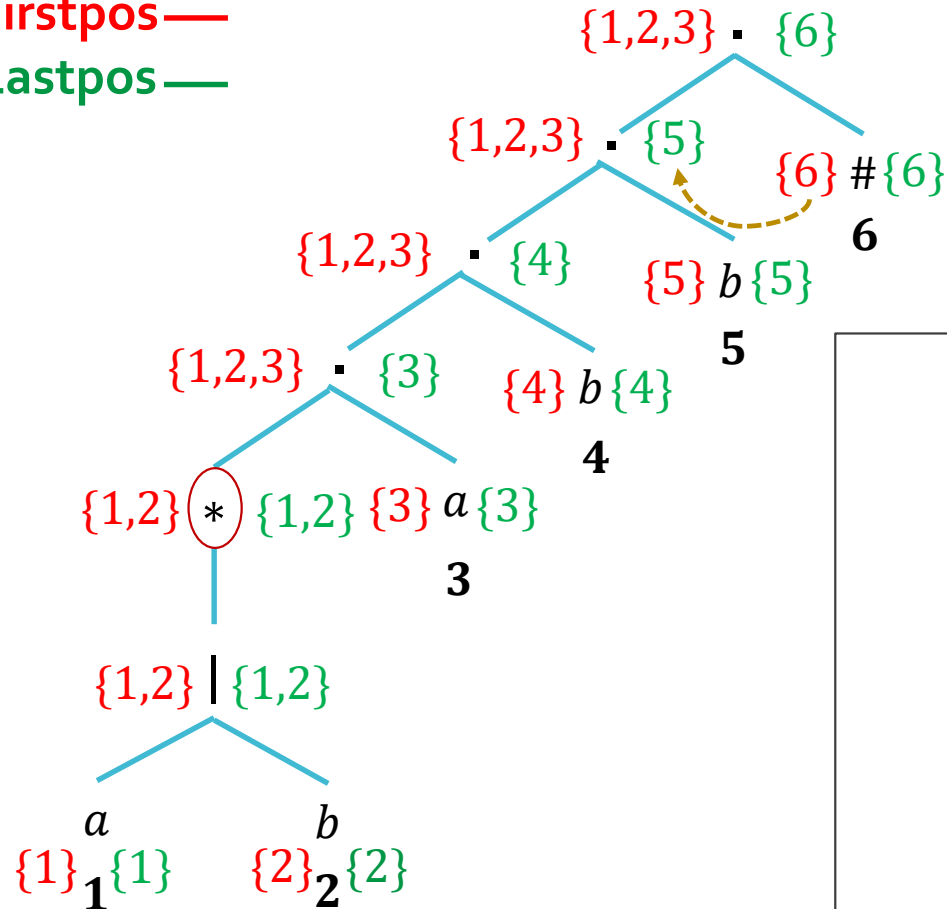 irstpos
astpos
{1,2,3} · {6}
{1,2,3} · {5}
{6} # {6}
6
{1,2,3} · {4}
{5} b {5}
5
{1,2,3} · {3}
{4} b {4}
4
{1,2} * {1,2} {3} a {3}
3
{1,2} | {1,2}
a b
{1} 1 {1} {2} 2 {2}